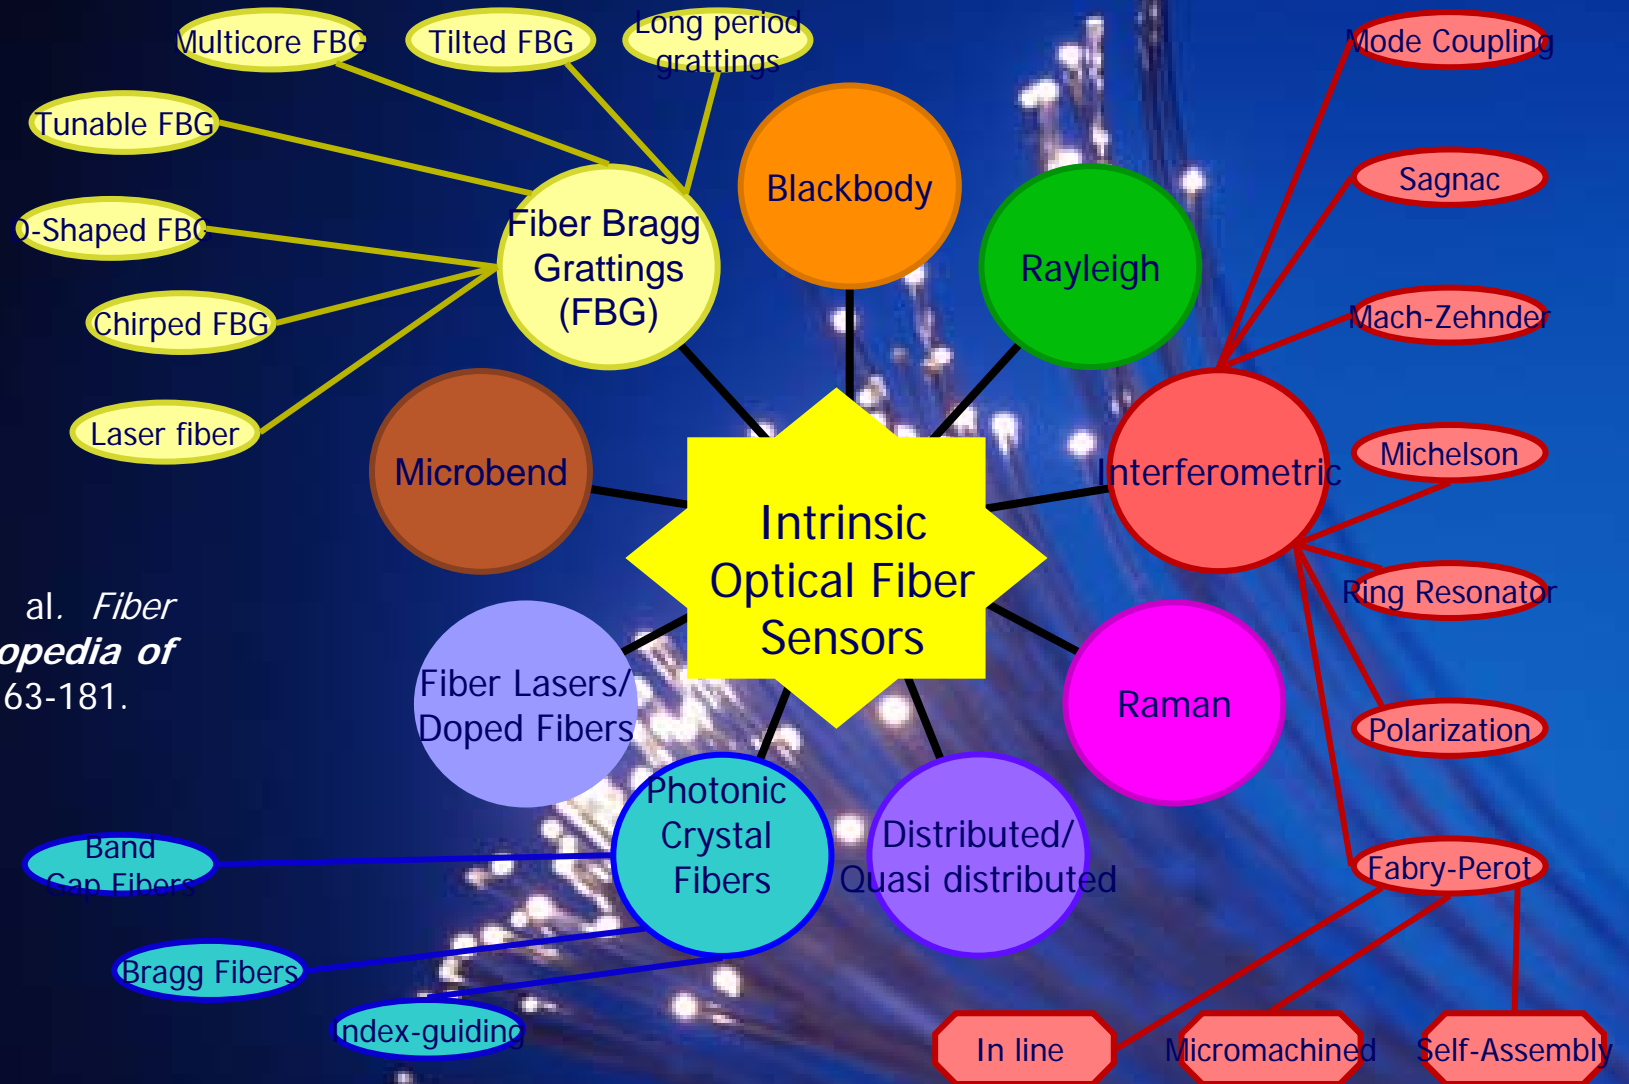 Multicore FBG
Tilted FBG
Long period
grattings
Mode Coupling
Tunable FBG
Sagnac
Blackbody
D-Shaped FBG
Fiber Bragg
Grattings
(FBG)
Rayleigh
Chirped FBG
Mach-Zehnder
Laser fiber
Microbend
Interferometric
Michelson
Intrinsic
Optical Fiber
Sensors
Ring Resonator
al. Fiber
opedia of
63-181.
Fiber Lasers/
Doped Fibers
Raman
Polarization
Photonic
Crystal
Fibers
Distributed/
Quasi distributed
Band
Gap Fibers
Fabry-Perot
Bragg Fibers
Index-guiding
In line
Micromachined
Self-Assembly